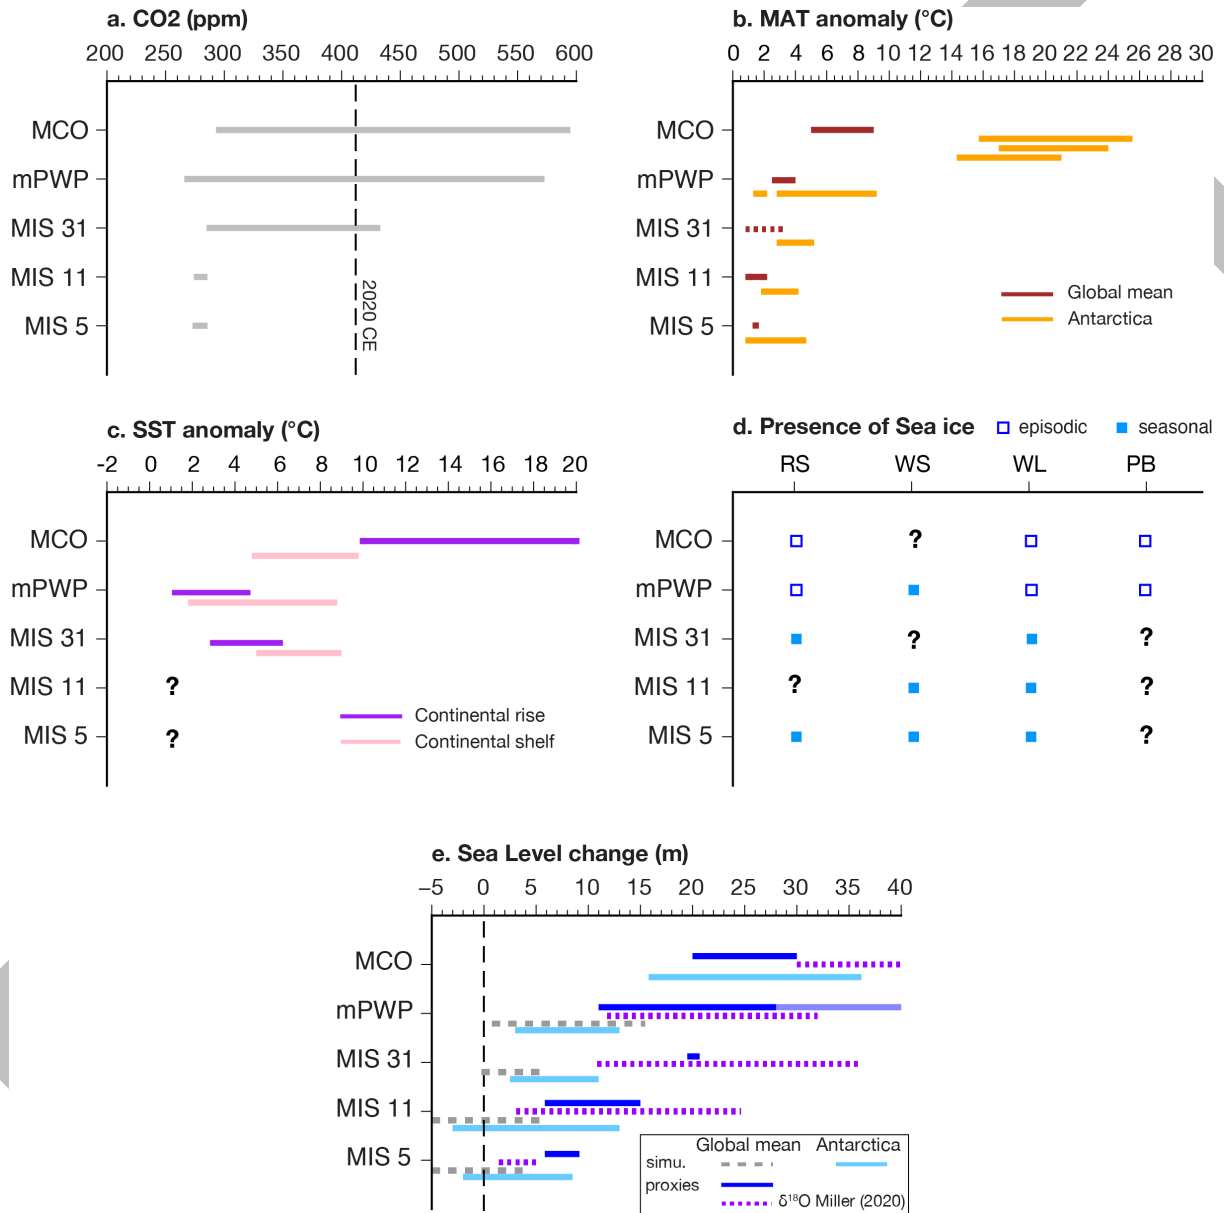 a. CO2 (ppm)
200 250 300 350 400 450 500 550 600
MCO
mPWP
MIS 31
MIS 11
MIS 5
2020 CE
b. MAT anomaly (°C)
0 2 4 6 8 10 12 14 16 18 20 22 24 26 28 30
MCO
mPWP
MIS 31
MIS 11
MIS 5
Global mean
Antarctica
c. SST anomaly (°C)
-2 0 2 4 6 8 10 12 14 16 18 20
MCO
mPWP
MIS 31
MIS 11 ?
MIS 5 ?
Continental rise
Continental shelf
d. Presence of Sea ice episodic seasonal
RS WS WL PB
MCO ?
mPWP
MIS 31 ? ?
MIS 11 ? ?
MIS 5 ?
e. Sea Level change (m)
−5 0 5 10 15 20 25 30 35 40
MCO
mPWP
MIS 31
MIS 11
MIS 5
Global mean Antarctica
simu.
proxies
δ¹⁸O Miller (2020)